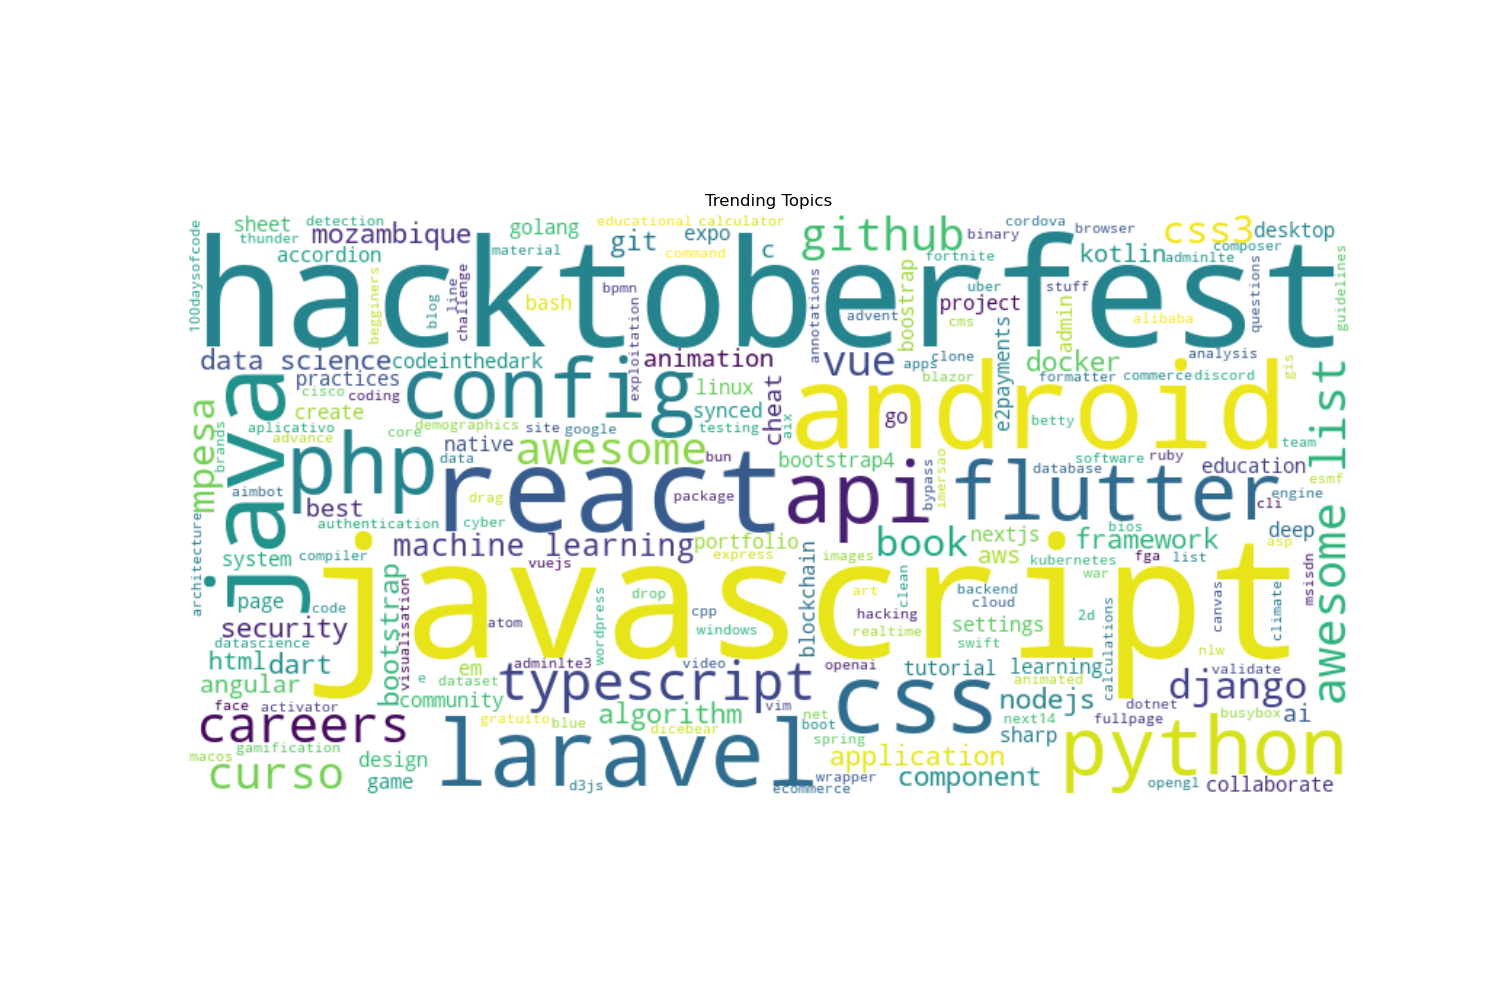 Trending Topics
100daysofcode
sheet
detection
thunder
mozambique
accordion
golang
material
educational
calculator
git
expo
command
c
github
cordova
binary
browser
css3
desktop
composer
kotlin
adminlte
fortnite
guidelines
hacktoberfest
begginers
blog
line
challenge
bash
bpmn
exploitation
annotations
advent
boostrap
project
uber
stuff
cms
admin
alibaba
questions
data science
codeinthedark
practices
cisco
coding
create
config
animation
linux
synced
testing
cheat
aix
vue
apps
clone
blazor
go
e2payments
docker
formatter
commerce
discord
analysis
gis
android
betty
team
awesome list
java
mpesa
brands
aplicativo
advance
core
demographics
site
google
native
data
awesome
bun
bootstrap4
bypass
imersao
database
software
ruby
education
esmf
engine
cli
aimbot
php
best
authentication
react
drag
package
cyber
api
flutter
architecture
system
compiler
machine learning
vuejs
portfolio
express
images
book
nextjs
aws
bios
framework
kubernetes
fga
list
deep
asp
war
javascript
page
code
security
datascience
bootstrap
visualisation
atom
wordpress
drop
cpp
windows
blockchain
art
hacking
realtime
clean
backend
cloud
settings
swift
2d
calculations
canvas
climate
msisdn
nlw
html
dart
angular
face
activator
em
e
dataset
community
adminlte3
typescript
video
vim
openai
tutorial
learning
animated
css
nodejs
next14
sharp
dotnet
fullpage
django
validate
busybox
ai
careers
macos
gamification
curso
design
game
gratuito
blue
algorithm
dicebear
laravel
d3js
net
boot
spring
wrapper
ecommerce
application
component
python
opengl
collaborate